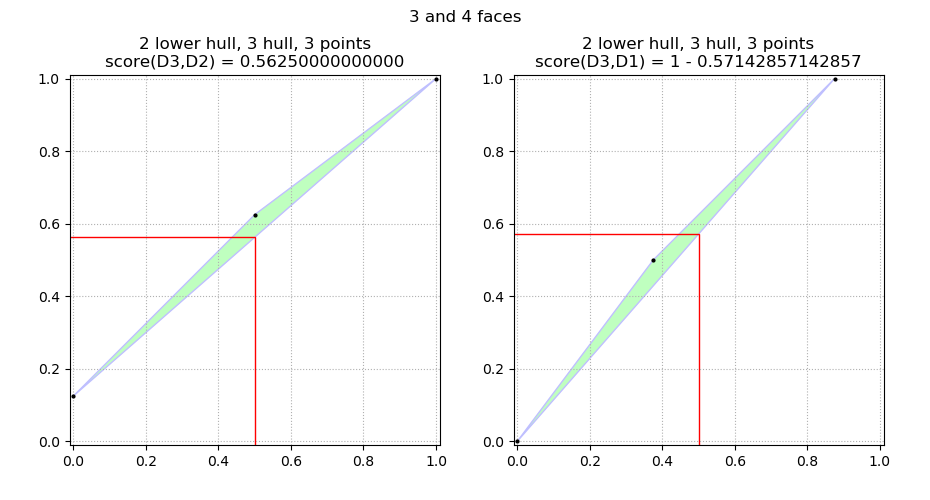 3 and 4 faces
2 lower hull, 3 hull, 3 points
score(D3,D2) = 0.56250000000000
1.0
0.8
0.6
0.4
0.2
0.0
0.0 0.2 0.4 0.6 0.8 1.0
2 lower hull, 3 hull, 3 points
score(D3,D1) = 1 - 0.57142857142857
1.0
0.8
0.6
0.4
0.2
0.0
0.0 0.2 0.4 0.6 0.8 1.0